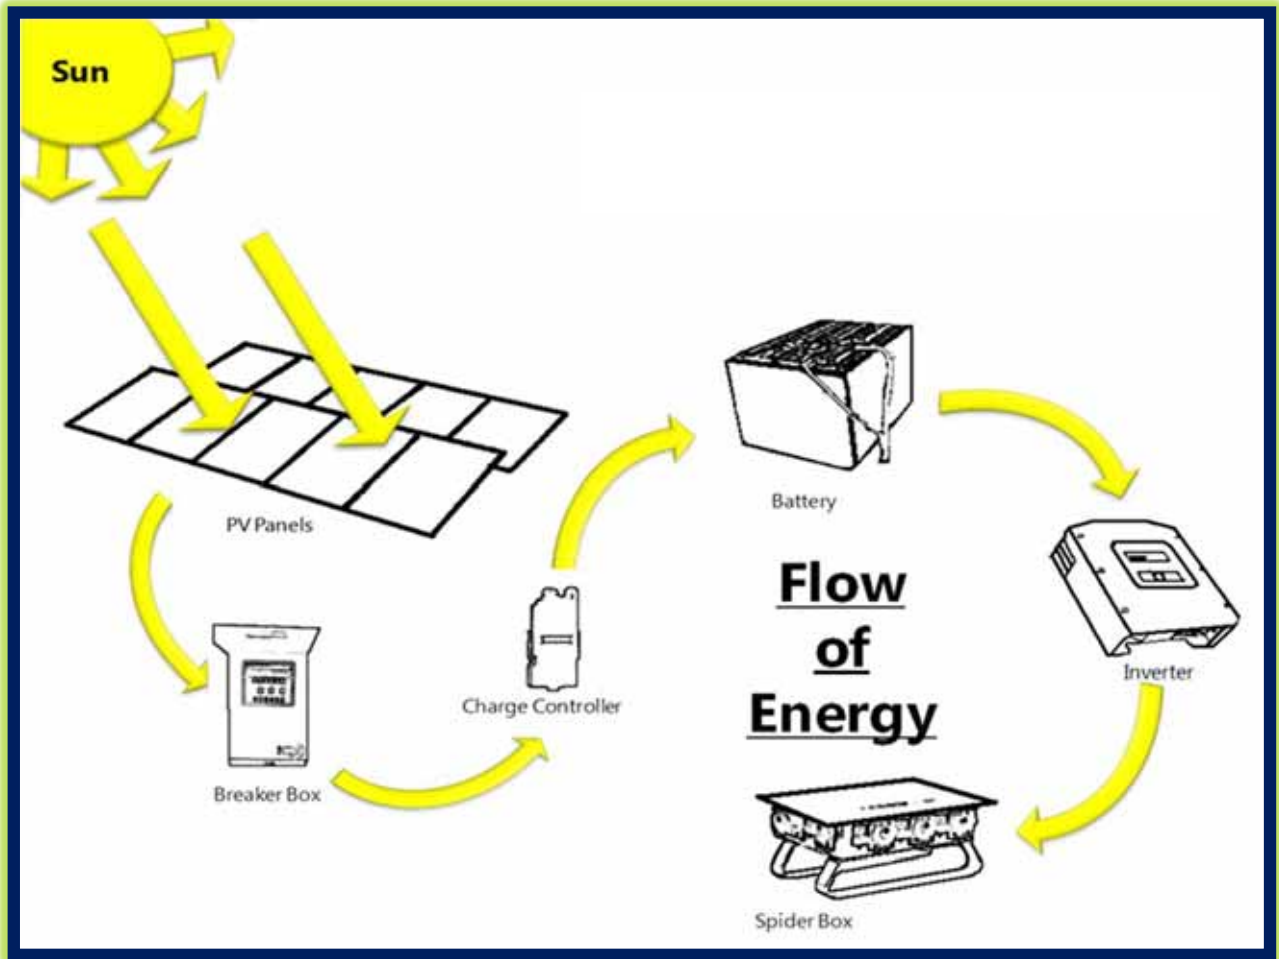 Sun
PV Panels
Battery
Flow
of
Energy
Inverter
Charge Controller
Breaker Box
Spider Box